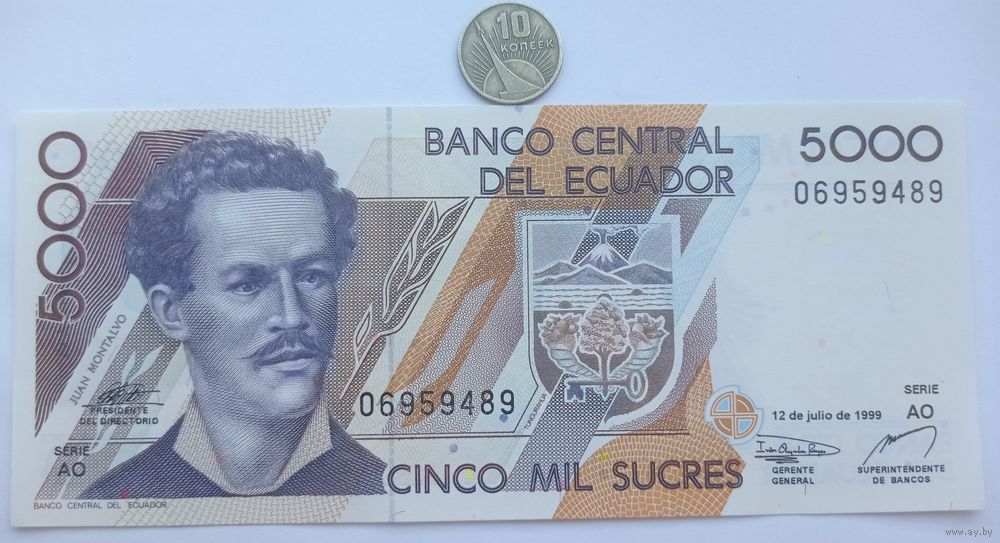 10
КОПЕЕК
BANCO CENTRAL
DEL ECUADOR
5000
06959489
5000
JUAN MONTALVO
PRESIDENTE
DEL DIRECTORIO
SERIE
AO
06959489
TUNGURAHUA
SERIE
AO
12 de julio de 1999
GERENTE
GENERAL
SUPERINTENDENTE
DE BANCOS
CINCO MIL SUCRES
BANCO CENTRAL DEL ECUADOR
www.ay.by